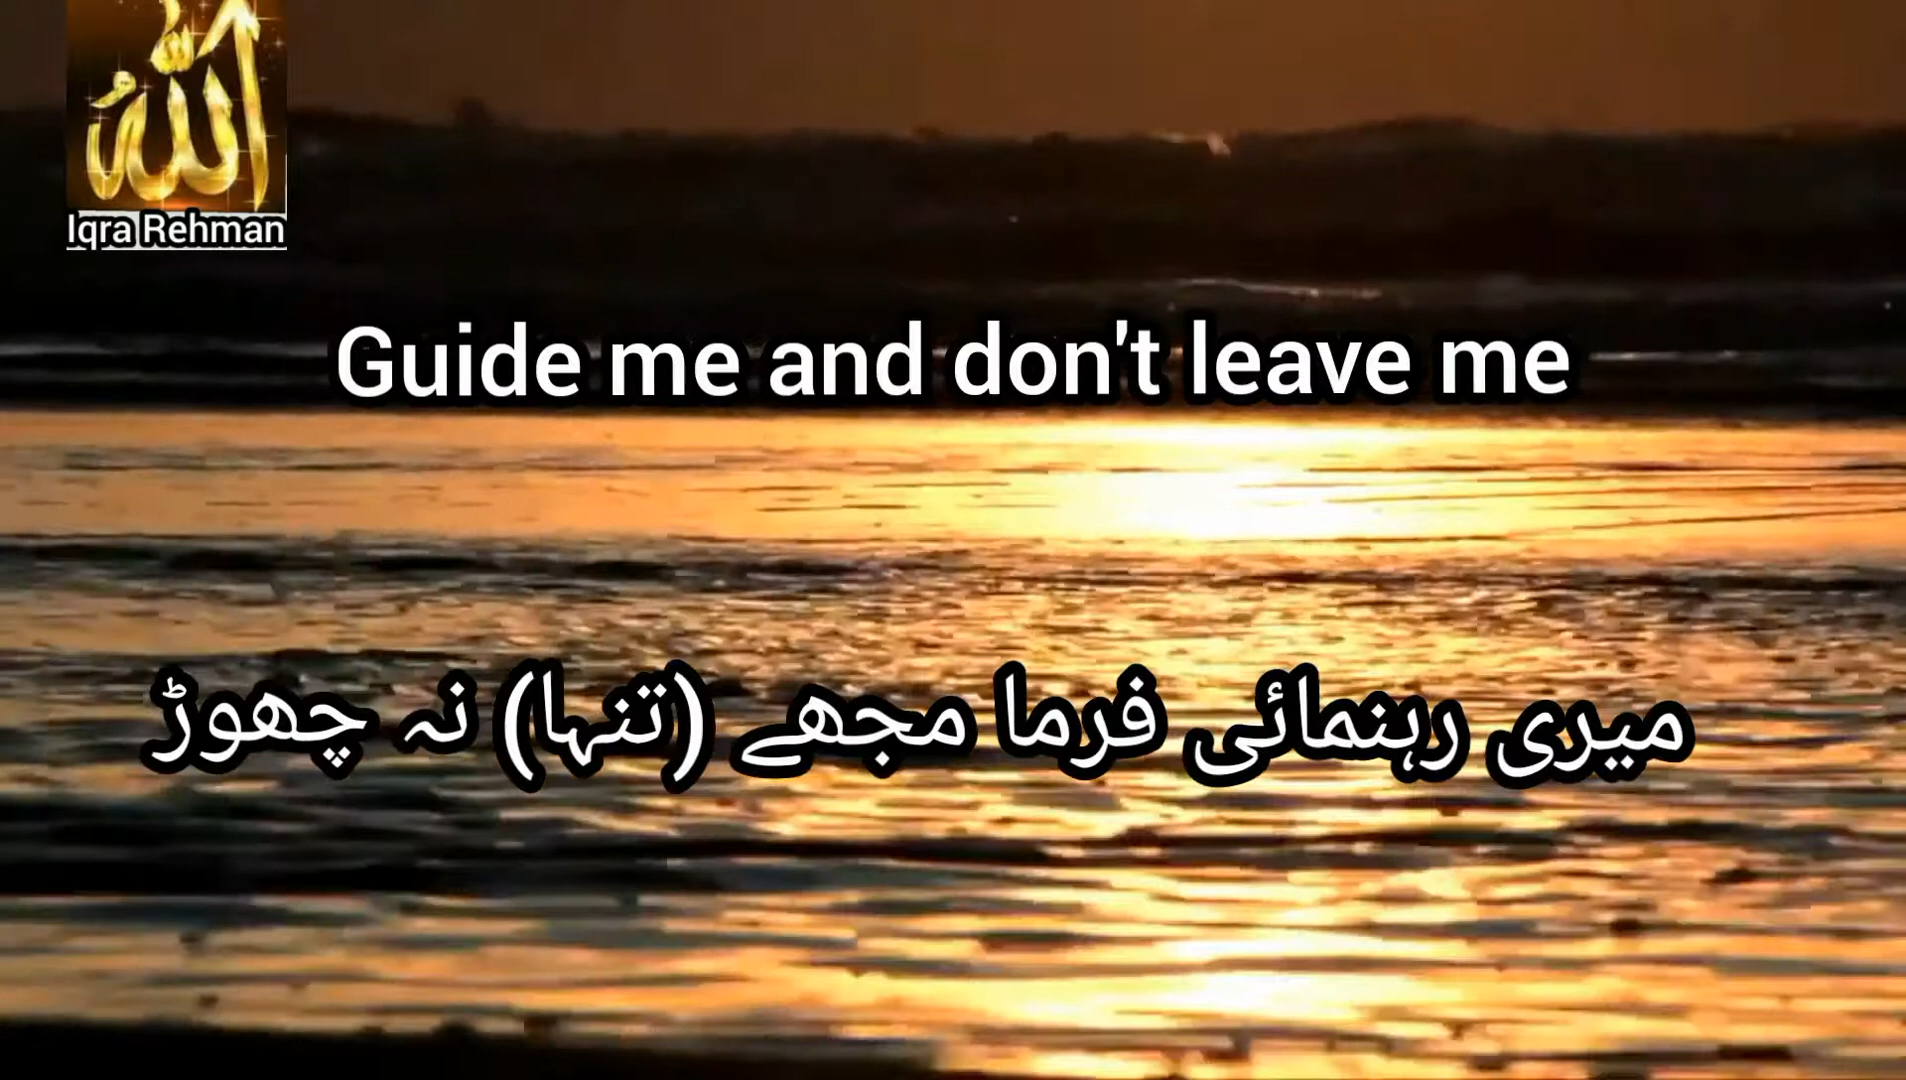 الله
Iqra Rehman
Guide me and don't leave me
میری رہنمائی فرما مجھے (تنہا) نہ چھوڑ